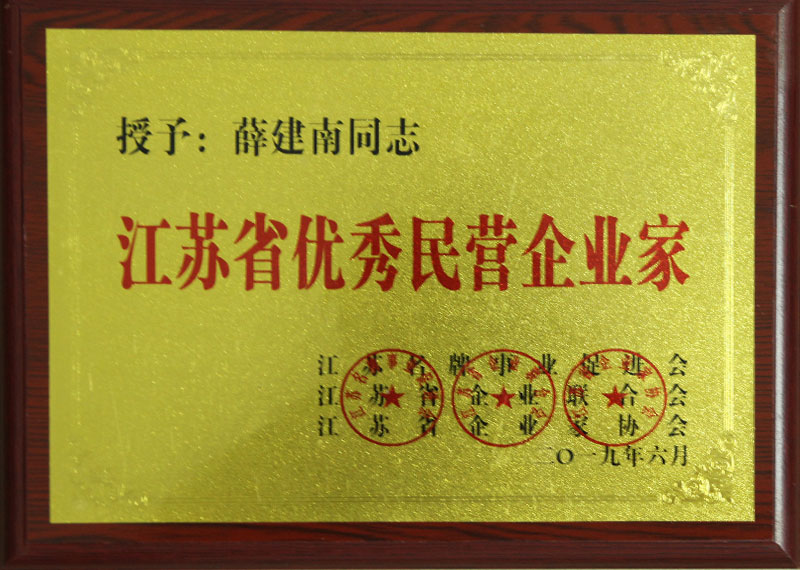 授予：薛建南同志
江苏省优秀民营企业家
江苏名牌事业促进会
江苏省企业联合会
江苏省企业家协会
二〇一九年六月